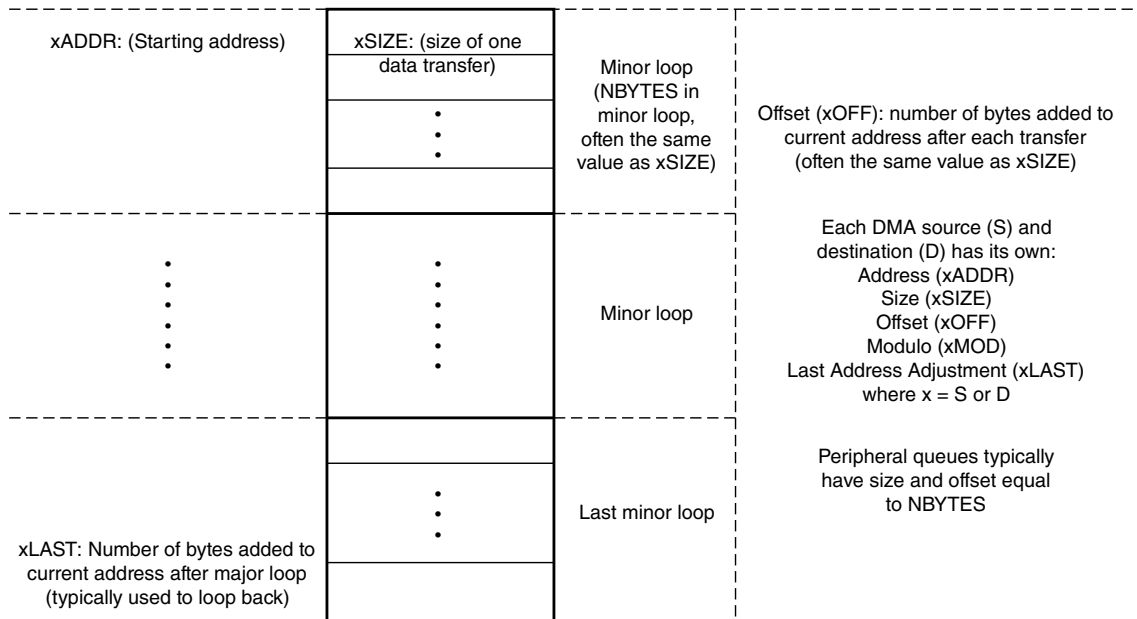 xADDR: (Starting address)
xSIZE: (size of one
data transfer)
Minor loop
(NBYTES in
minor loop,
often the same
value as xSIZE)
Offset (xOFF): number of bytes added to
current address after each transfer
(often the same value as xSIZE)
Minor loop
Each DMA source (S) and
destination (D) has its own:
Address (xADDR)
Size (xSIZE)
Offset (xOFF)
Modulo (xMOD)
Last Address Adjustment (xLAST)
where x = S or D
xLAST: Number of bytes added to
current address after major loop
(typically used to loop back)
Last minor loop
Peripheral queues typically
have size and offset equal
to NBYTES